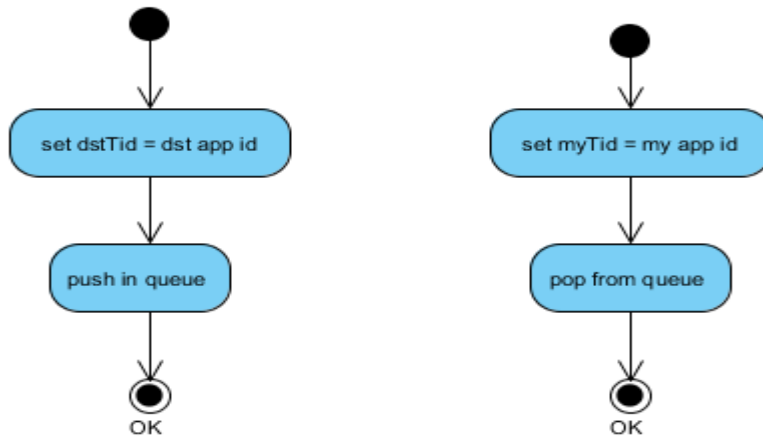 set dstTid = dst app id
set myTid = my app id
push in queue
pop from queue
OK
OK